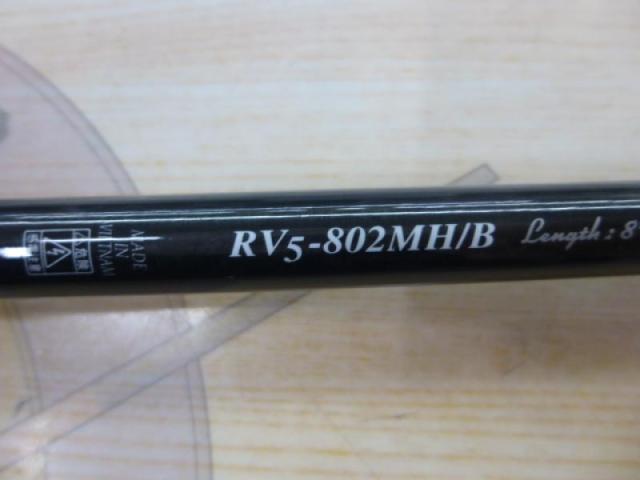 MADE
IN
VIETNAM
RV5-802MH/B
Length: 8'